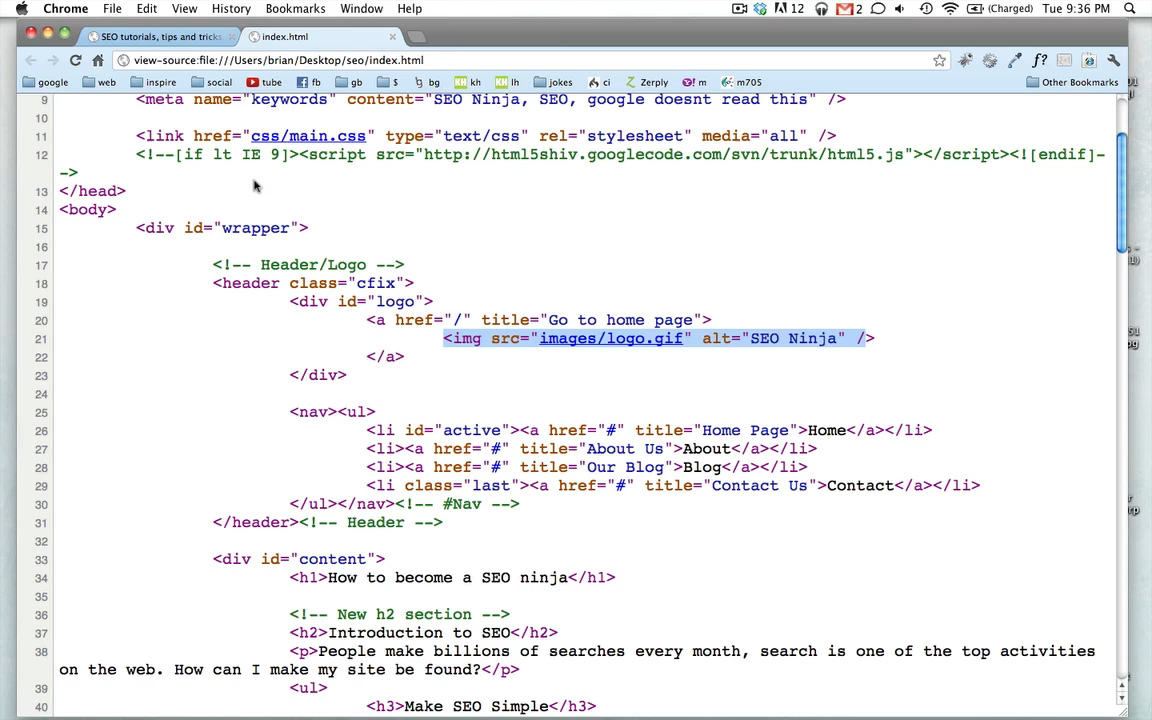 Chrome File Edit View History Bookmarks Window Help 12 2 (Charged) Tue 9:36 PM
SEO tutorials, tips and tricks index.html
view-source:file:///Users/brian/Desktop/seo/index.html
google web inspire social tube fb gb $ bg kh lh jokes ci Zerply m m705 Other Bookmarks
9 <meta name="keywords" content="SEO Ninja, SEO, google doesnt read this" />
10
11 <link href="css/main.css" type="text/css" rel="stylesheet" media="all" />
12 <!--[if lt IE 9]><script src="http://html5shiv.googlecode.com/svn/trunk/html5.js"></script><![endif]-
->
13 </head>
14 <body>
15 <div id="wrapper">
16
17 <!-- Header/Logo -->
18 <header class="cfix">
19 <div id="logo">
20 <a href="/" title="Go to home page">
21 <img src="images/logo.gif" alt="SEO Ninja" />
22 </a>
23 </div>
24
25 <nav><ul>
26 <li id="active"><a href="#" title="Home Page">Home</a></li>
27 <li><a href="#" title="About Us">About</a></li>
28 <li><a href="#" title="Our Blog">Blog</a></li>
29 <li class="last"><a href="#" title="Contact Us">Contact</a></li>
30 </ul></nav><!-- #Nav -->
31 </header><!-- Header -->
32
33 <div id="content">
34 <h1>How to become a SEO ninja</h1>
35
36 <!-- New h2 section -->
37 <h2>Introduction to SEO</h2>
38 <p>People make billions of searches every month, search is one of the top activities
on the web. How can I make my site be found?</p>
39 <ul>
40 <h3>Make SEO Simple</h3>